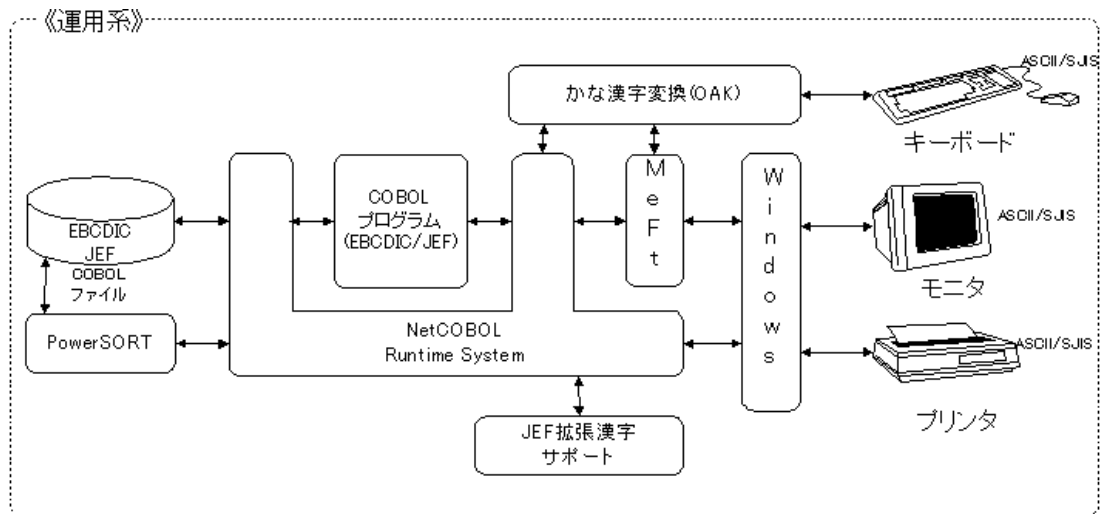 《運用系》
かな漢字変換(OAK)
ASCII/SJIS
キーボード
EBCDIC
JEF
COBOL
ファイル
COBOL
プログラム
(EBCDIC/JEF)
MeFt
Windows
ASCII/SJIS
モニタ
PowerSORT
NetCOBOL
Runtime System
ASCII/SJIS
プリンタ
JEF拡張漢字
サポート